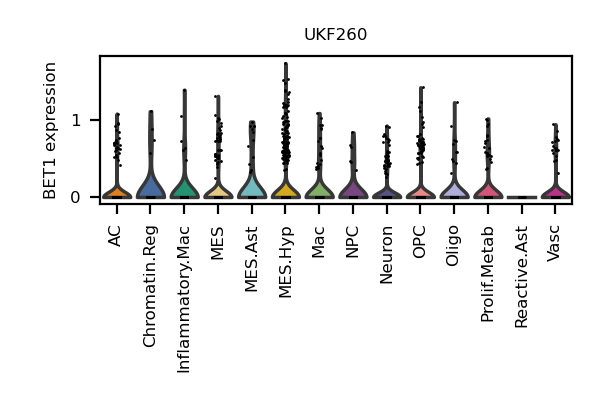 UKF260
BET1 expression
1
0
AC
Chromatin.Reg
Inflammatory.Mac
MES
MES.Ast
MES.Hyp
Mac
NPC
Neuron
OPC
Oligo
Prolif.Metab
Reactive.Ast
Vasc